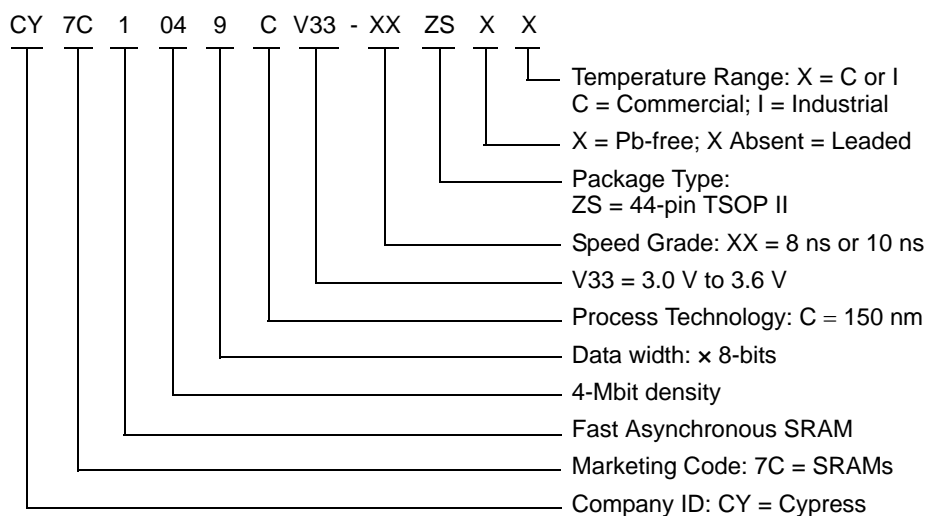 CY 7C 1 04 9 C V33 - XX ZS X X
Temperature Range: X = C or I
C = Commercial; I = Industrial
X = Pb-free; X Absent = Leaded
Package Type:
ZS = 44-pin TSOP II
Speed Grade: XX = 8 ns or 10 ns
V33 = 3.0 V to 3.6 V
Process Technology: C = 150 nm
Data width: × 8-bits
4-Mbit density
Fast Asynchronous SRAM
Marketing Code: 7C = SRAMs
Company ID: CY = Cypress